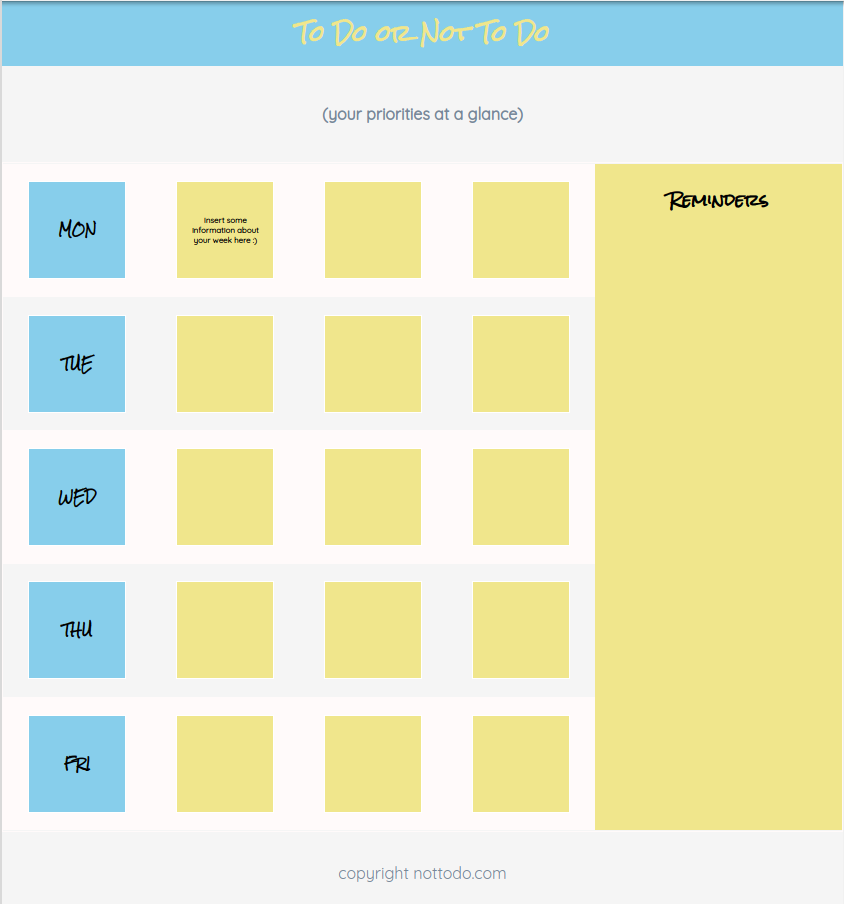 To Do or Not To Do
(your priorities at a glance)
MON
Insert some
information about
your week here :)
Reminders
TUE
WED
THU
FRI
copyright nottodo.com